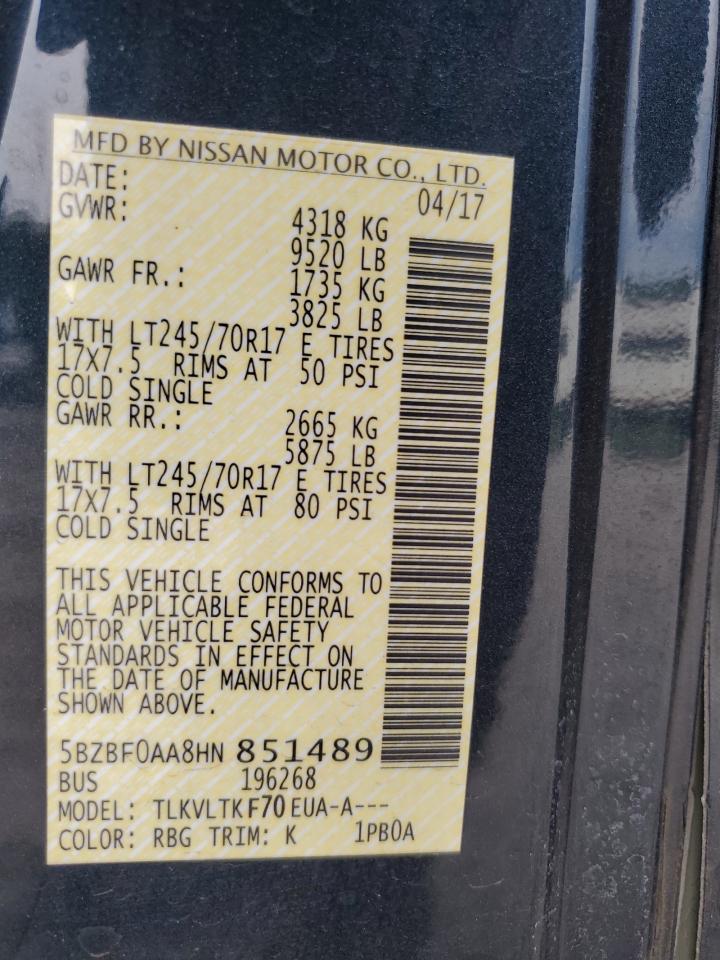 MFD BY NISSAN MOTOR CO., LTD.
DATE: 04/17
GVWR: 4318 KG
9520 LB
GAWR FR.: 1735 KG
3825 LB
WITH LT245/70R17 E TIRES
17X7.5 RIMS AT 50 PSI
COLD SINGLE
GAWR RR.: 2665 KG
5875 LB
WITH LT245/70R17 E TIRES
17X7.5 RIMS AT 80 PSI
COLD SINGLE
THIS VEHICLE CONFORMS TO
ALL APPLICABLE FEDERAL
MOTOR VEHICLE SAFETY
STANDARDS IN EFFECT ON
THE DATE OF MANUFACTURE
SHOWN ABOVE.
5BZBF0AA8HN 851489
BUS 196268
MODEL: TLKVLTKF70EUA-A---
COLOR: RBG TRIM: K 1PB0A